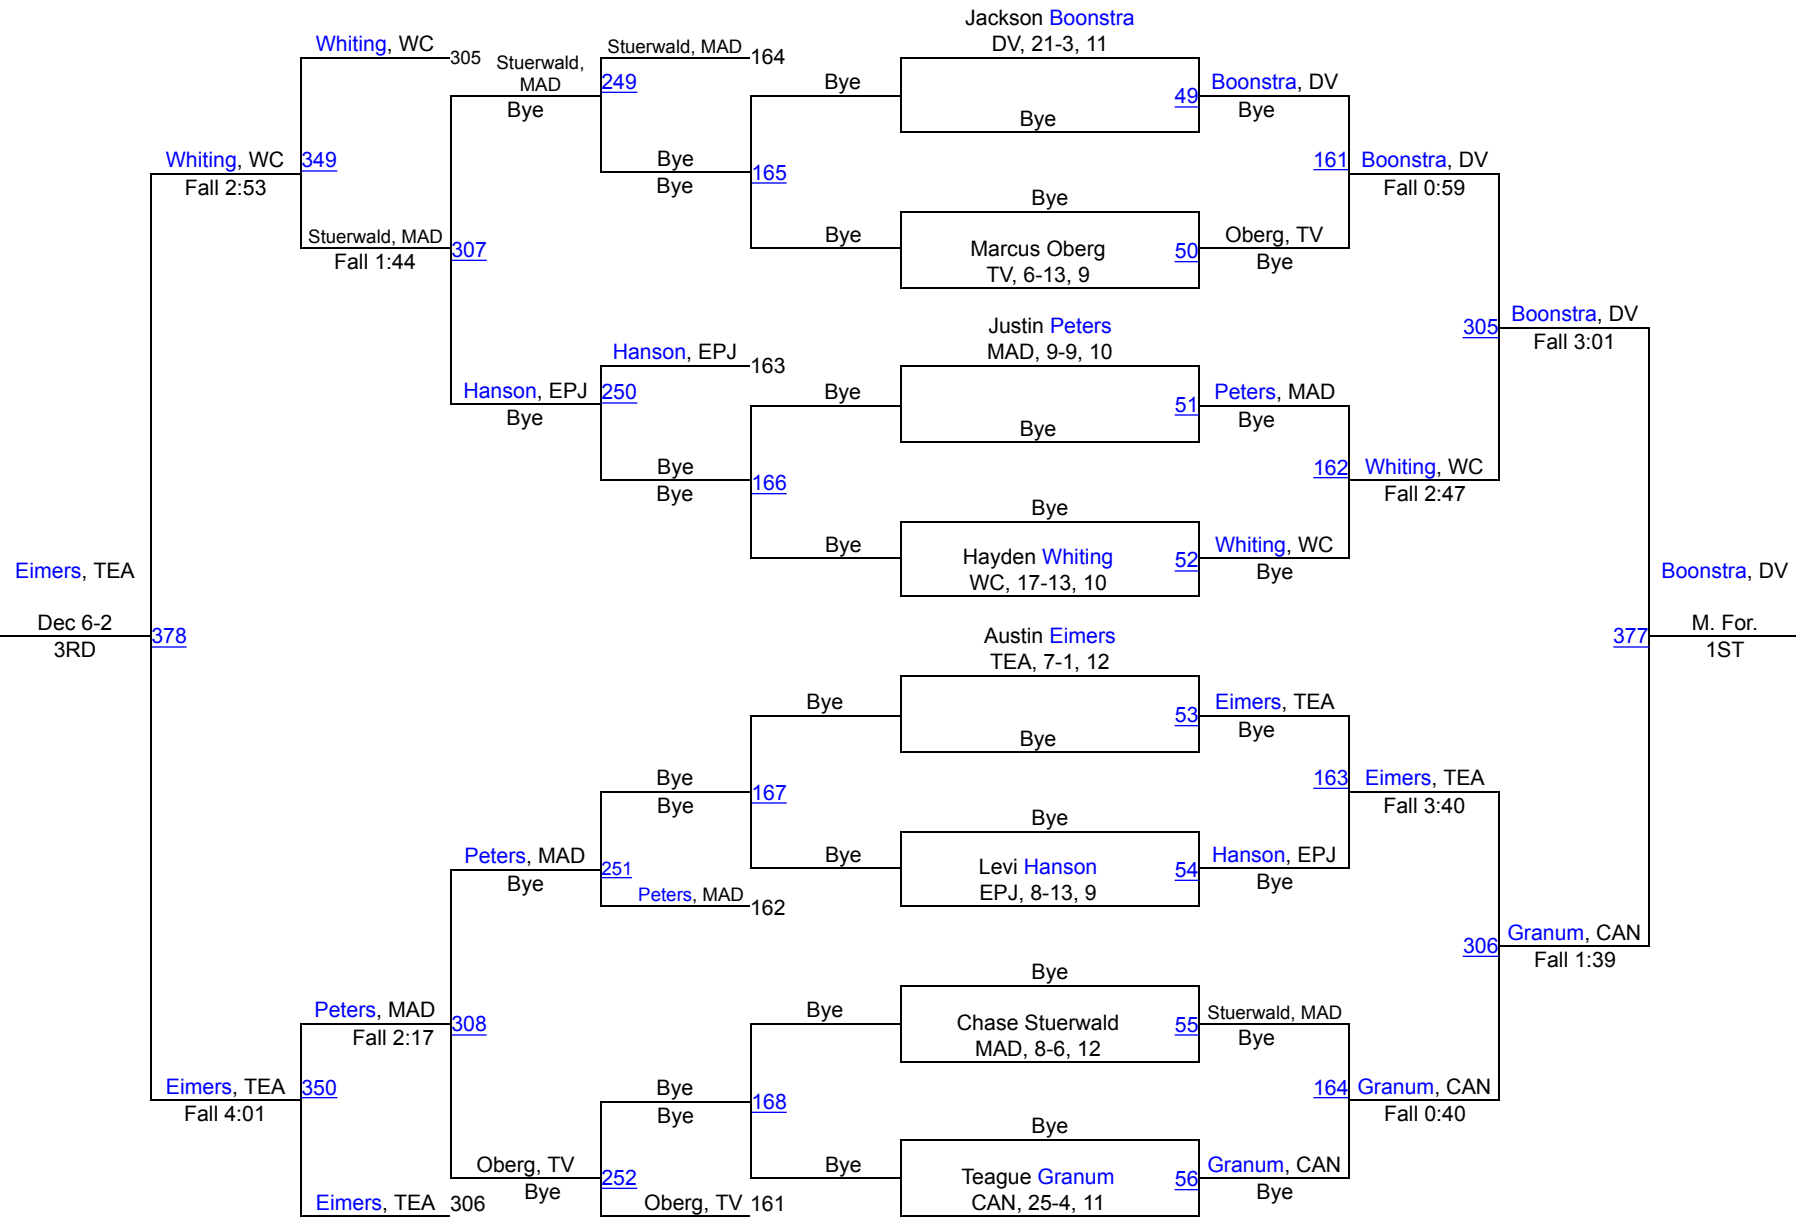 Jackson Boonstra
DV, 21-3, 11
Whiting, WC
305
Stuerwald, MAD
164
Stuerwald,
MAD
Bye
249
Bye
49
Bye
Boonstra, DV
Bye
Whiting, WC
Fall 2:53
349
Bye
Bye
165
161
Boonstra, DV
Fall 0:59
Bye
Stuerwald, MAD
Fall 1:44
307
Bye
Marcus Oberg
TV, 6-13, 9
50
Oberg, TV
Bye
Justin Peters
MAD, 9-9, 10
305
Boonstra, DV
Fall 3:01
Hanson, EPJ
163
Hanson, EPJ
Bye
250
Bye
51
Bye
Peters, MAD
Bye
Bye
Bye
166
162
Whiting, WC
Fall 2:47
Bye
Bye
Hayden Whiting
WC, 17-13, 10
52
Whiting, WC
Bye
Eimers, TEA
Dec 6-2
3RD
378
Boonstra, DV
M. For.
1ST
377
Austin Eimers
TEA, 7-1, 12
Bye
53
Bye
Eimers, TEA
Bye
Bye
Bye
167
163
Eimers, TEA
Fall 3:40
Bye
Peters, MAD
Bye
251
Peters, MAD
162
Bye
Levi Hanson
EPJ, 8-13, 9
54
Hanson, EPJ
Bye
306
Granum, CAN
Fall 1:39
Bye
Peters, MAD
Fall 2:17
308
Bye
Chase Stuerwald
MAD, 8-6, 12
55
Stuerwald, MAD
Bye
Eimers, TEA
Fall 4:01
350
Bye
Bye
168
164
Granum, CAN
Fall 0:40
Bye
Oberg, TV
Bye
252
Bye
Teague Granum
CAN, 25-4, 11
56
Granum, CAN
Bye
Eimers, TEA
306
Oberg, TV
161